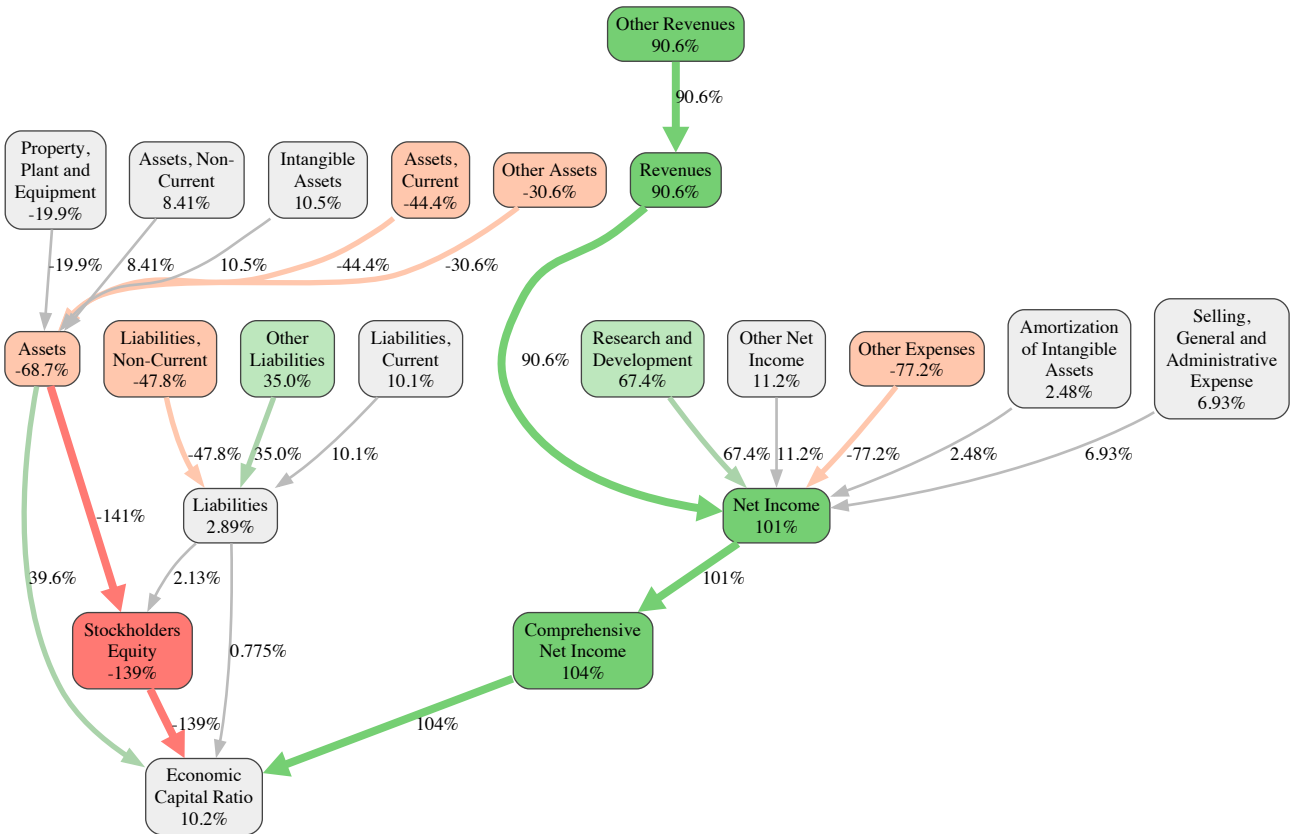 Other Revenues
90.6%
90.6%
Property,
Plant and
Equipment
-19.9%
Assets, Non-
Current
8.41%
Intangible
Assets
10.5%
Assets,
Current
-44.4%
Other Assets
-30.6%
Revenues
90.6%
-19.9%
8.41%
10.5%
-44.4%
-30.6%
Assets
-68.7%
Liabilities,
Non-Current
-47.8%
Other
Liabilities
35.0%
Liabilities,
Current
10.1%
90.6%
Research and
Development
67.4%
Other Net
Income
11.2%
Other Expenses
-77.2%
Amortization
of Intangible
Assets
2.48%
Selling,
General and
Administrative
Expense
6.93%
-47.8%
35.0%
10.1%
67.4%
11.2%
-77.2%
2.48%
6.93%
-141%
Liabilities
2.89%
Net Income
101%
39.6%
2.13%
101%
Stockholders
Equity
-139%
0.775%
Comprehensive
Net Income
104%
-139%
104%
Economic
Capital Ratio
10.2%